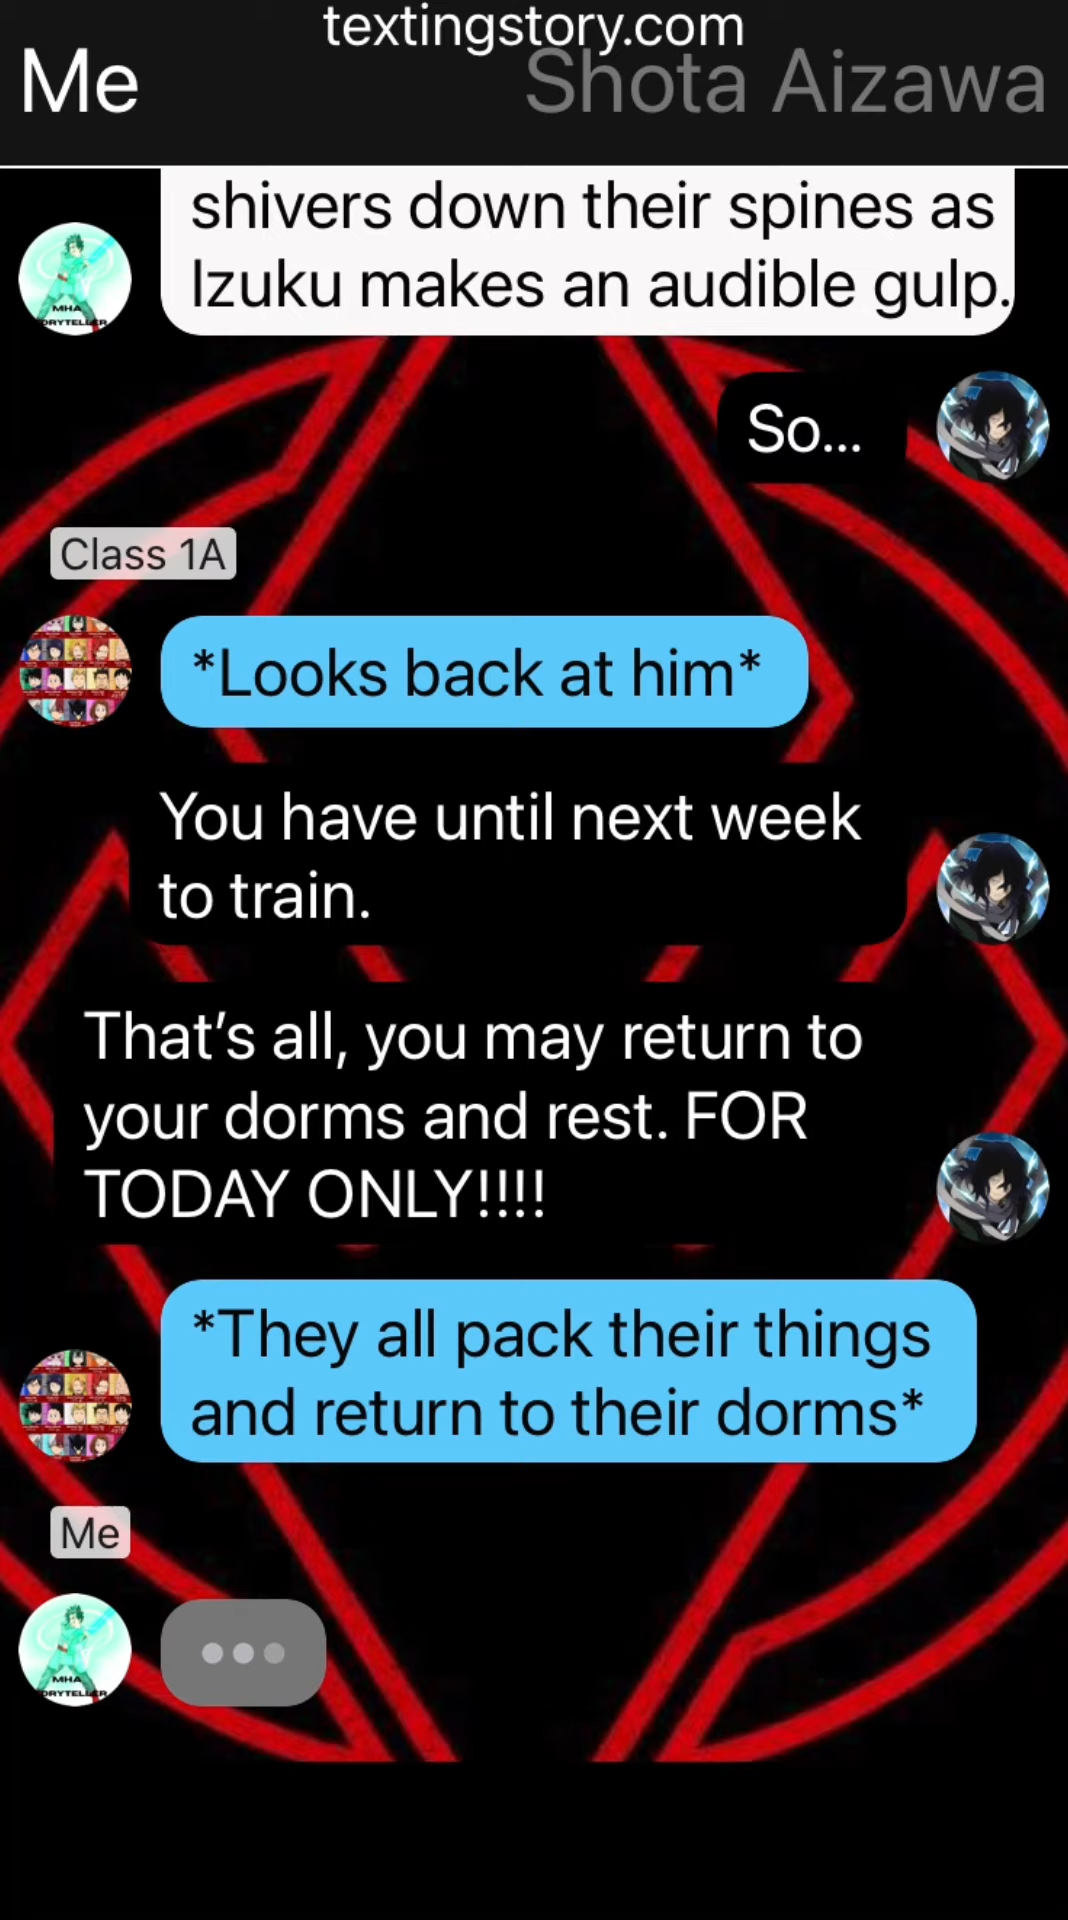 textingstory.com
Me
Shota Aizawa
shivers down their spines as
Izuku makes an audible gulp.
MHA
So...
Class 1A
*Looks back at him*
You have until next week
to train.
That’s all, you may return to
your dorms and rest. FOR
TODAY ONLY!!!!
*They all pack their things
and return to their dorms*
Me
MHA